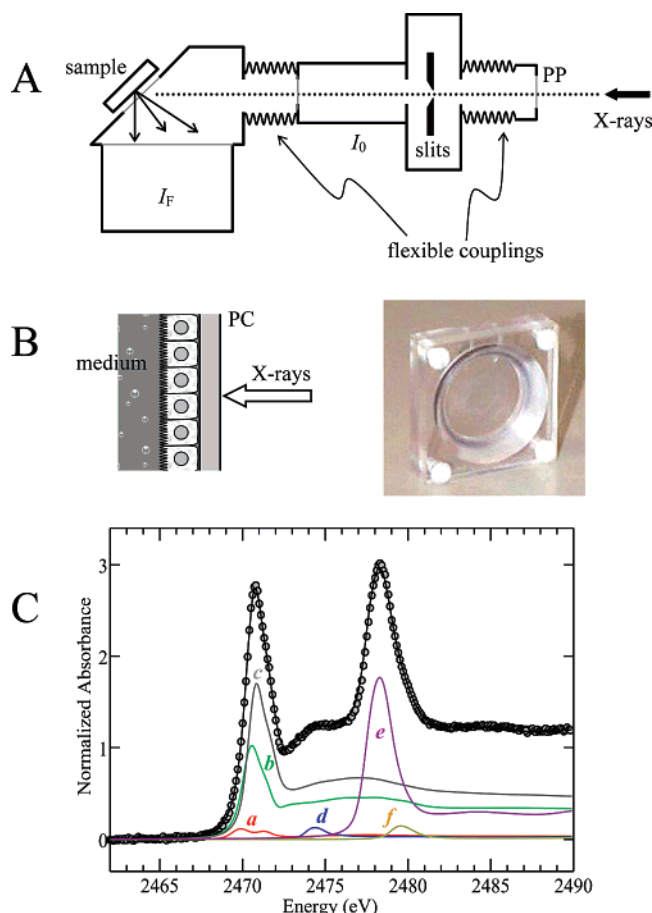 A
sample
PP
X-rays
I0
slits
IF
flexible couplings
B
PC
medium
X-rays
C
Normalized Absorbance
3
2
1
0
a
b
c
d
e
f
2465 2470 2475 2480 2485 2490
Energy (eV)